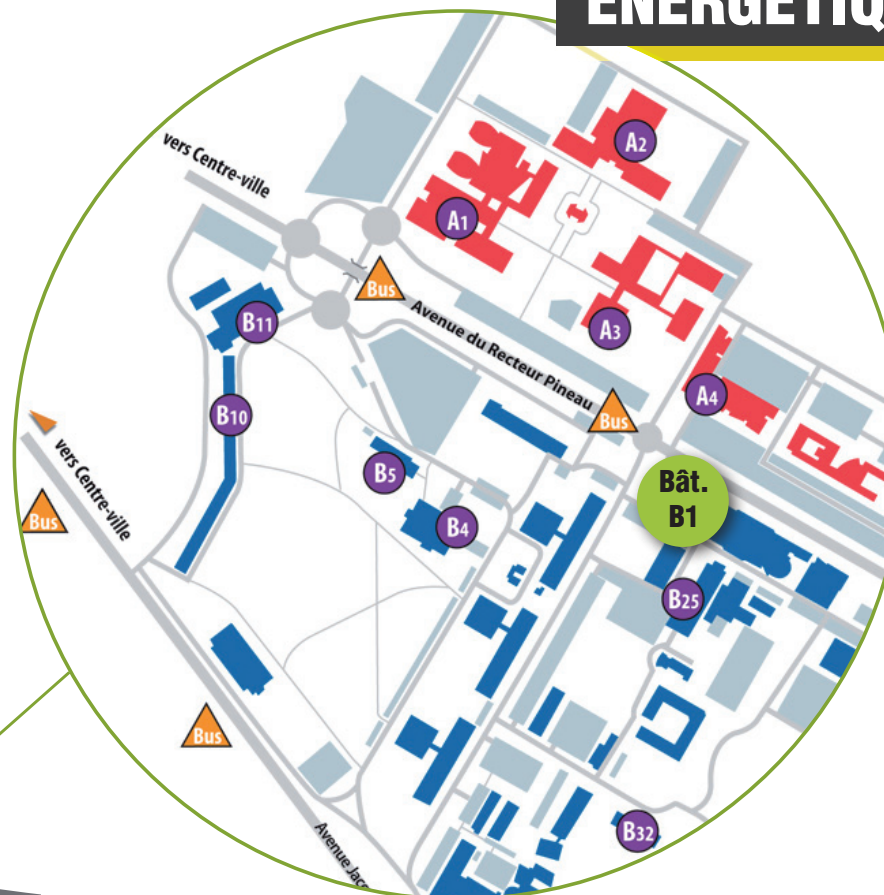 ÉNERGÉTIQ
vers Centre-ville
A2
A1
Bus
Avenue du Recteur Pineau
A3
B11
A4
Bus
B10
vers Centre-ville
B5
Bât.
B1
Bus
B4
B25
Bus
B32
Avenue Jac